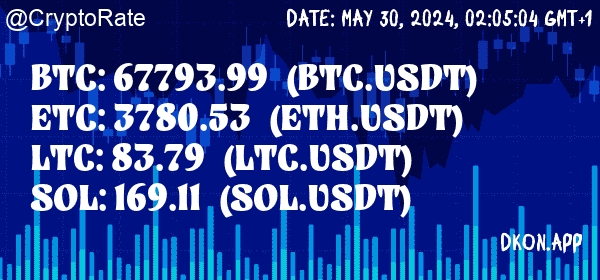 @CryptoRate
DATE: MAY 30, 2024, 02:05:04 GMT+1
BTC: 67793.99 (BTC.USDT)
ETC: 3780.53 (ETH.USDT)
LTC: 83.79 (LTC.USDT)
SOL: 169.11 (SOL.USDT)
DKON.APP